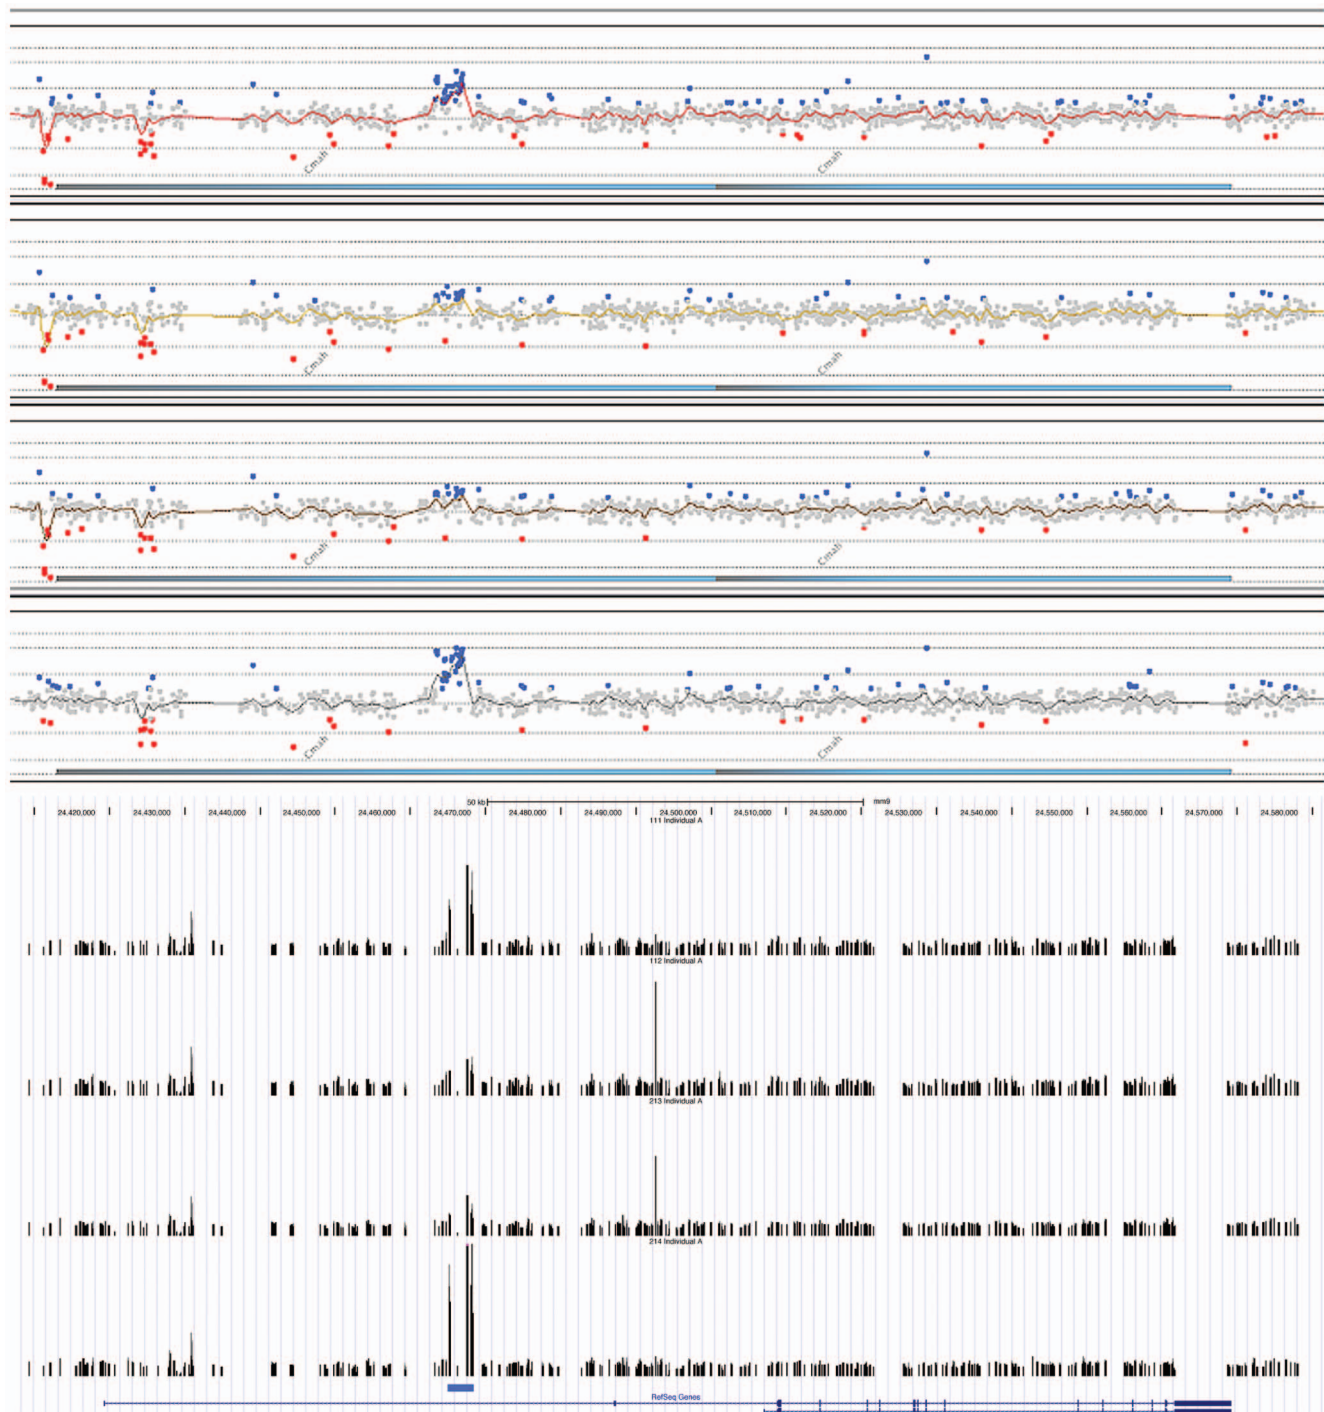 Cmah Cmah
Cmah Cmah
Cmah Cmah
Cmah Cmah
50 kb mm9
24,420,000 24,430,000 24,440,000 24,450,000 24,460,000 24,470,000 24,480,000 24,490,000 24,500,000 24,510,000 24,520,000 24,530,000 24,540,000 24,550,000 24,560,000 24,570,000 24,580,000
111 Individual A
112 Individual A
213 Individual A
214 Individual A
RefSeq Genes